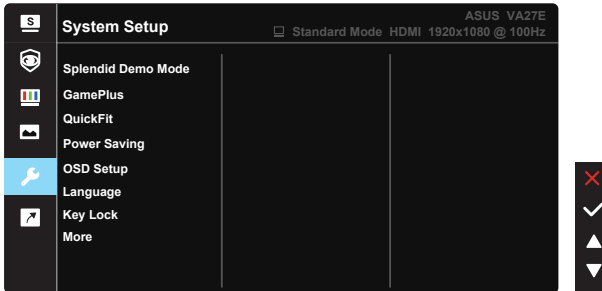 S
System Setup
ASUS VA27E
Standard Mode HDMI 1920x1080 @ 100Hz
Splendid Demo Mode
GamePlus
QuickFit
Power Saving
OSD Setup
Language
Key Lock
More